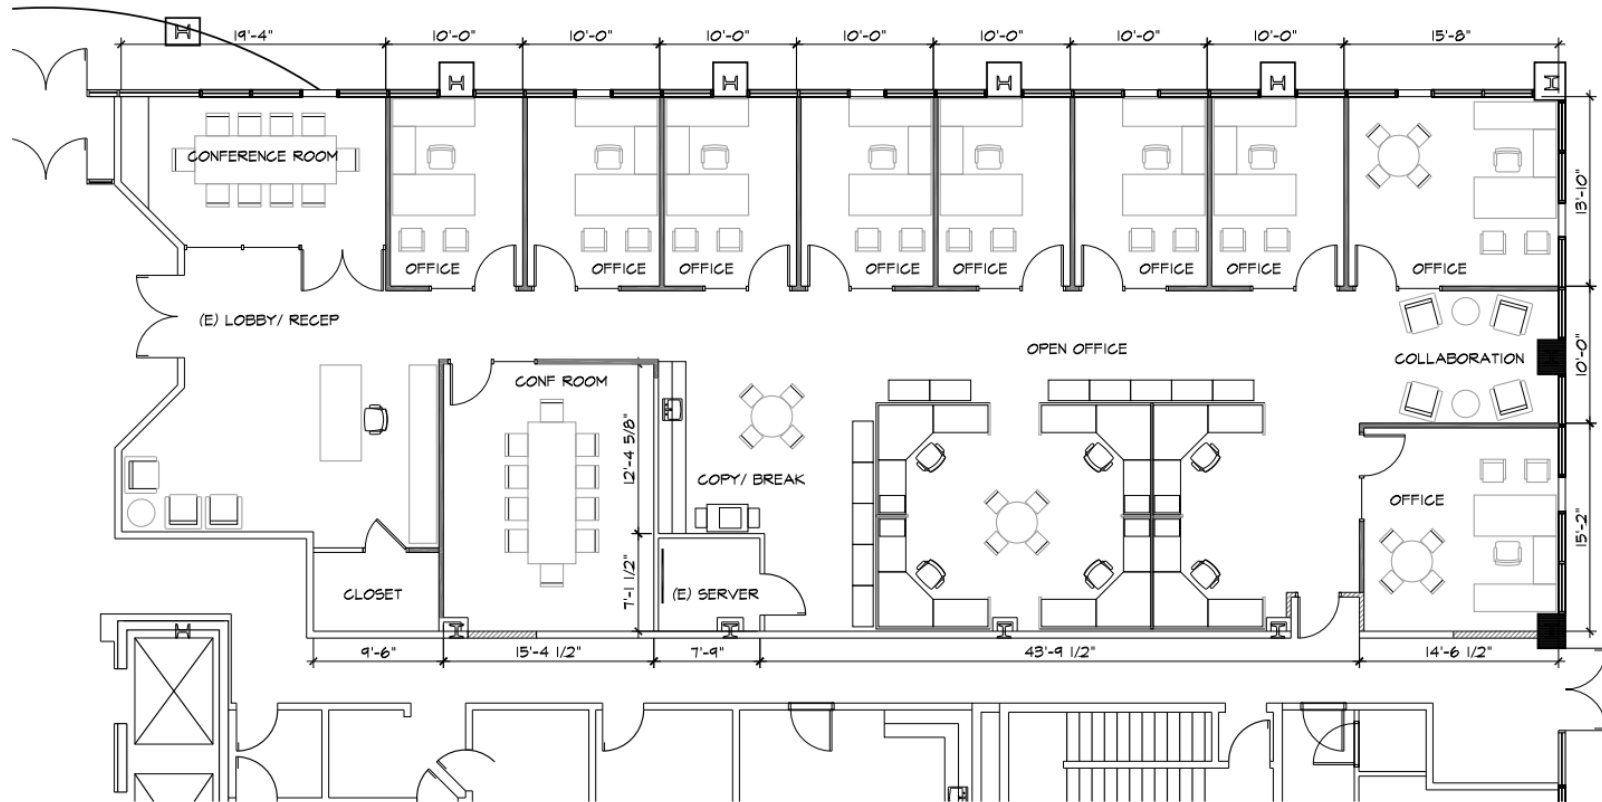 19'-4"
10'-0"
10'-0"
10'-0"
10'-0"
10'-0"
10'-0"
10'-0"
15'-8"
CONFERENCE ROOM
13'-10"
OFFICE
OFFICE
OFFICE
OFFICE
OFFICE
OFFICE
OFFICE
OFFICE
(E) LOBBY/ RECEP
OPEN OFFICE
COLLABORATION
10'-0"
CONF ROOM
12'-4 5/8"
COPY/ BREAK
OFFICE
15'-2"
CLOSET
7'-1 1/2"
(E) SERVER
9'-6"
15'-4 1/2"
7'-9"
43'-9 1/2"
14'-6 1/2"